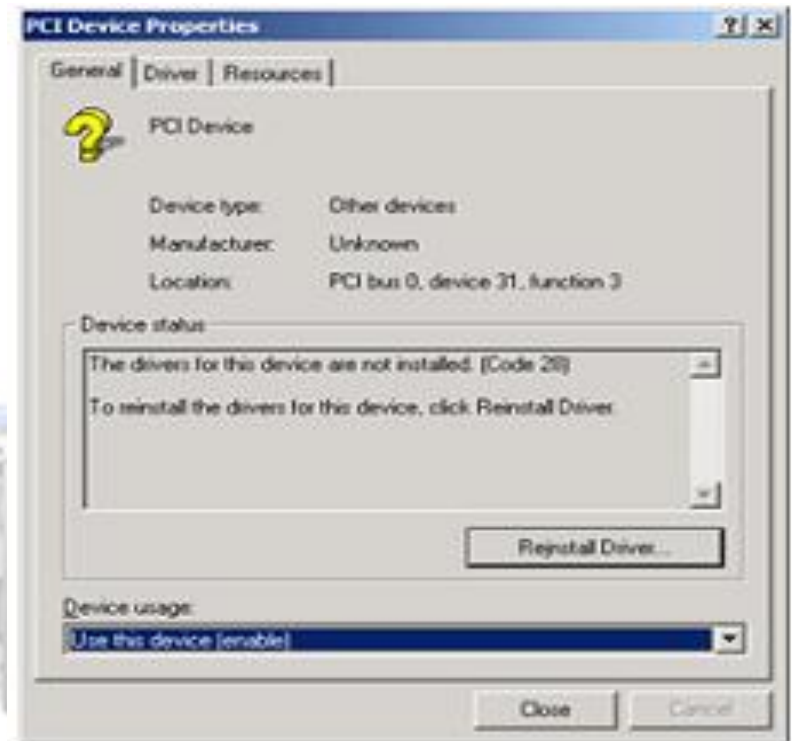 PCI Device Properties
General Driver Resources
PCI Device
Device type: Other devices
Manufacturer: Unknown
Location: PCI bus 0, device 31, function 3
Device status
The drivers for this device are not installed. (Code 28)
To reinstall the drivers for this device, click Reinstall Driver.
Reinstall Driver...
Device usage:
Use this device (enable)
Close Cancel